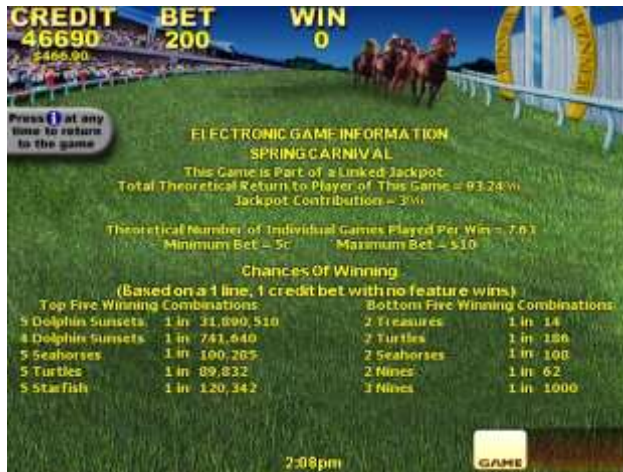 CREDIT BET WIN
46690 200 0
$466.90
Press i at any
time to return
to the game
ELECTRONIC GAME INFORMATION
SPRING CARNIVAL
This Game is Part of a Linked Jackpot
Total Theoretical Return to Player of This Game = 93.24%
Jackpot Contribution = 3%
Theoretical Number of Individual Games Played Per Win = 7.63
Minimum Bet = 5c Maximum Bet = $10
Chances Of Winning
(Based on a 1 line, 1 credit bet with no feature wins)
Top Five Winning Combinations Bottom Five Winning Combinations
5 Dolphin Sunsets 1 in 31,890,510 2 Treasures 1 in 14
4 Dolphin Sunsets 1 in 741,640 2 Turtles 1 in 186
5 Seahorses 1 in 100,285 2 Seahorses 1 in 108
5 Turtles 1 in 89,832 2 Nines 1 in 62
5 Starfish 1 in 120,342 3 Nines 1 in 1000
2:08pm
GAME